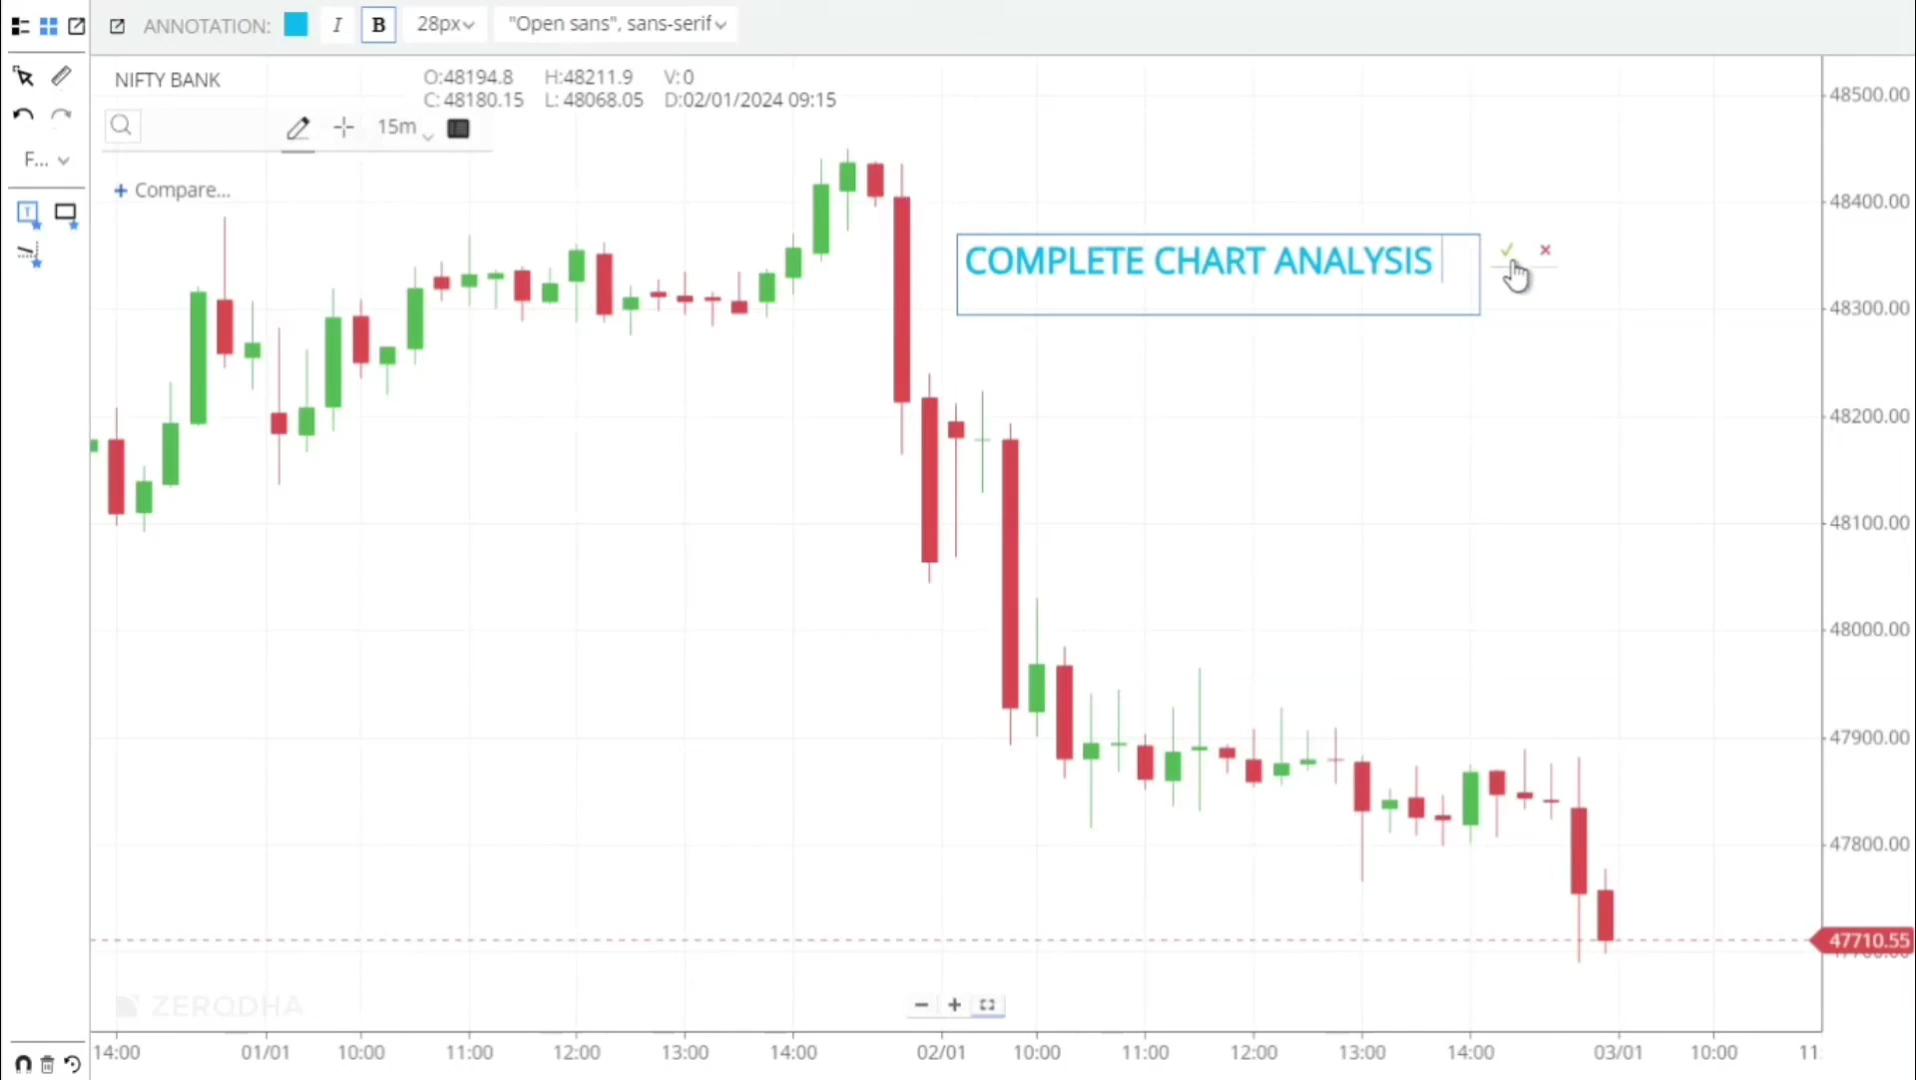 ANNOTATION: I B 28px "Open sans", sans-serif
NIFTY BANK
O:48194.8 H:48211.9 V:0
C:48180.15 L:48068.05 D:02/01/2024 09:15
15m
F...
+ Compare...
T
COMPLETE CHART ANALYSIS
48500.00
48400.00
48300.00
48200.00
48100.00
48000.00
47900.00
47800.00
47710.55
ZERODHA
14:00 01/01 10:00 11:00 12:00 13:00 14:00 02/01 10:00 11:00 12:00 13:00 14:00 03/01 10:00 11: